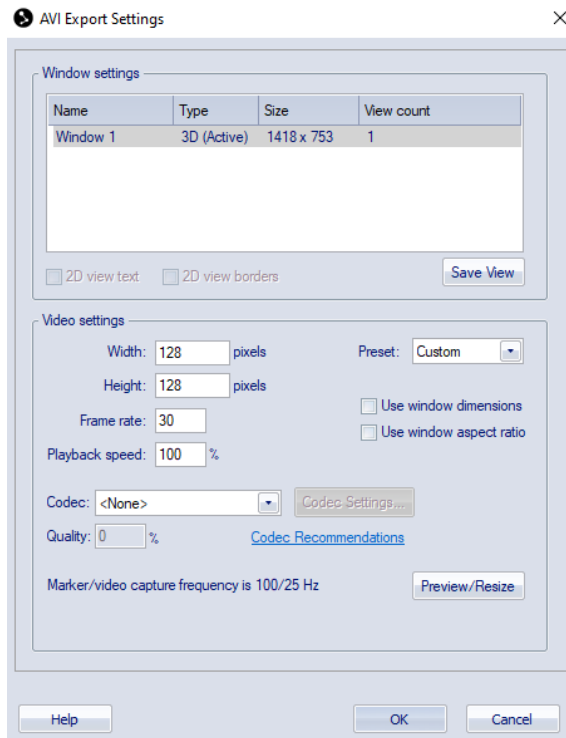 AVI Export Settings
Window settings
Name Type Size View count
Window 1 3D (Active) 1418 x 753 1
2D view text 2D view borders Save View
Video settings
Width: 128 pixels Preset: Custom
Height: 128 pixels
Use window dimensions
Frame rate: 30
Use window aspect ratio
Playback speed: 100 %
Codec: <None> Codec Settings...
Quality: 0 % Codec Recommendations
Marker/video capture frequency is 100/25 Hz Preview/Resize
Help OK Cancel